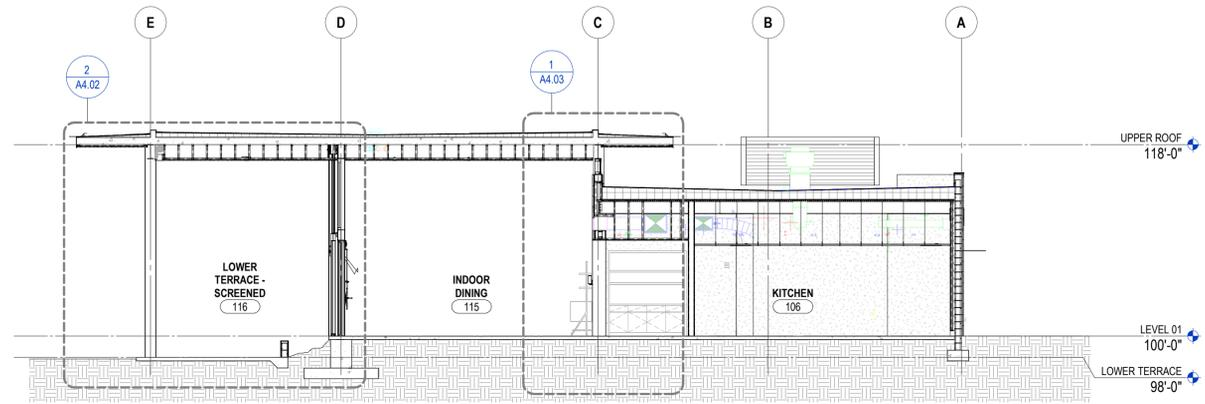 E
D
C
B
A
2
A4.02
1
A4.03
UPPER ROOF
118'-0"
LOWER
TERRACE -
SCREENED
116
INDOOR
DINING
115
KITCHEN
106
LEVEL 01
100'-0"
LOWER TERRACE
98'-0"